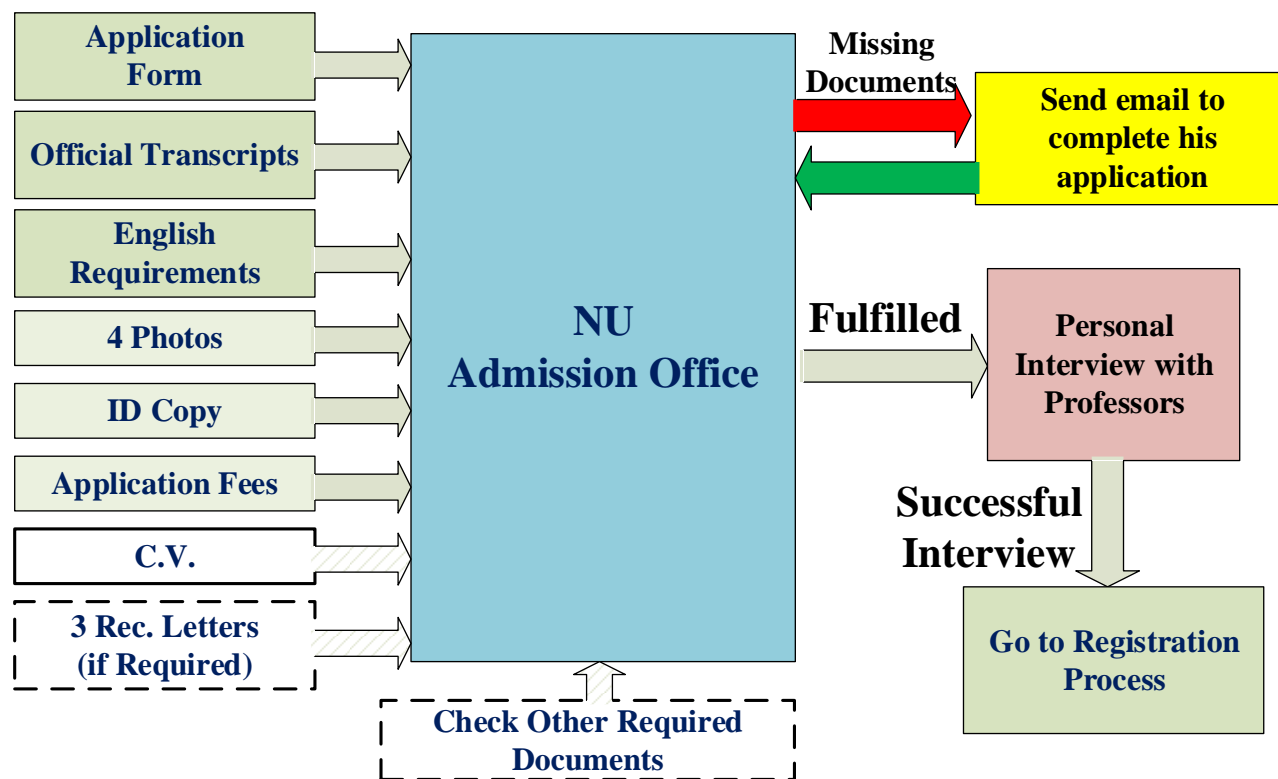 Application
Form
Official Transcripts
English
Requirements
4 Photos
ID Copy
Application Fees
C.V.
3 Rec. Letters
(if Required)
NU
Admission Office
Check Other Required
Documents
Missing
Documents
Send email to
complete his
application
Fulfilled
Personal
Interview with
Professors
Successful
Interview
Go to Registration
Process